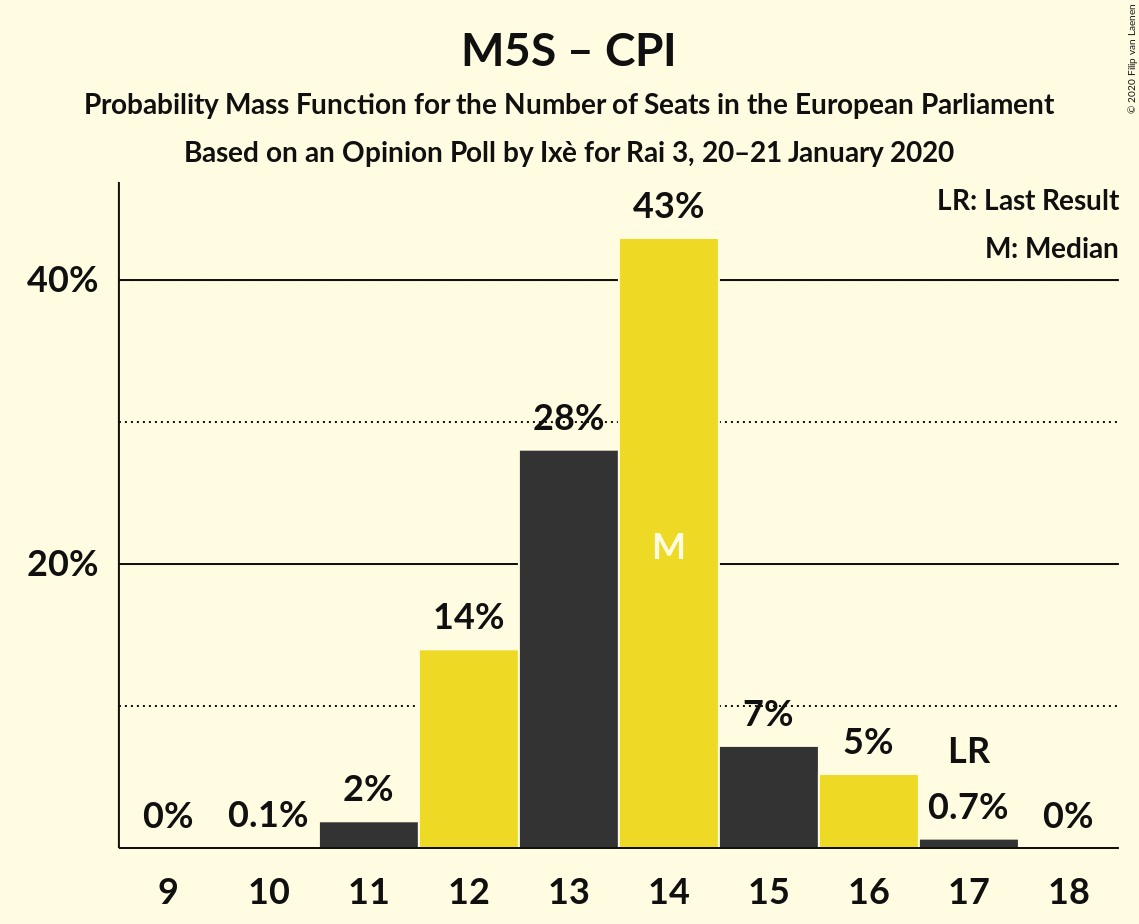 M5S – CPI
Probability Mass Function for the Number of Seats in the European Parliament
Based on an Opinion Poll by Ixè for Rai 3, 20–21 January 2020
© 2020 Filip van Laenen
LR: Last Result
M: Median
40%
20%
0%
0.1%
2%
14%
28%
43%
M
7%
5%
LR
0.7%
0%
9 10 11 12 13 14 15 16 17 18